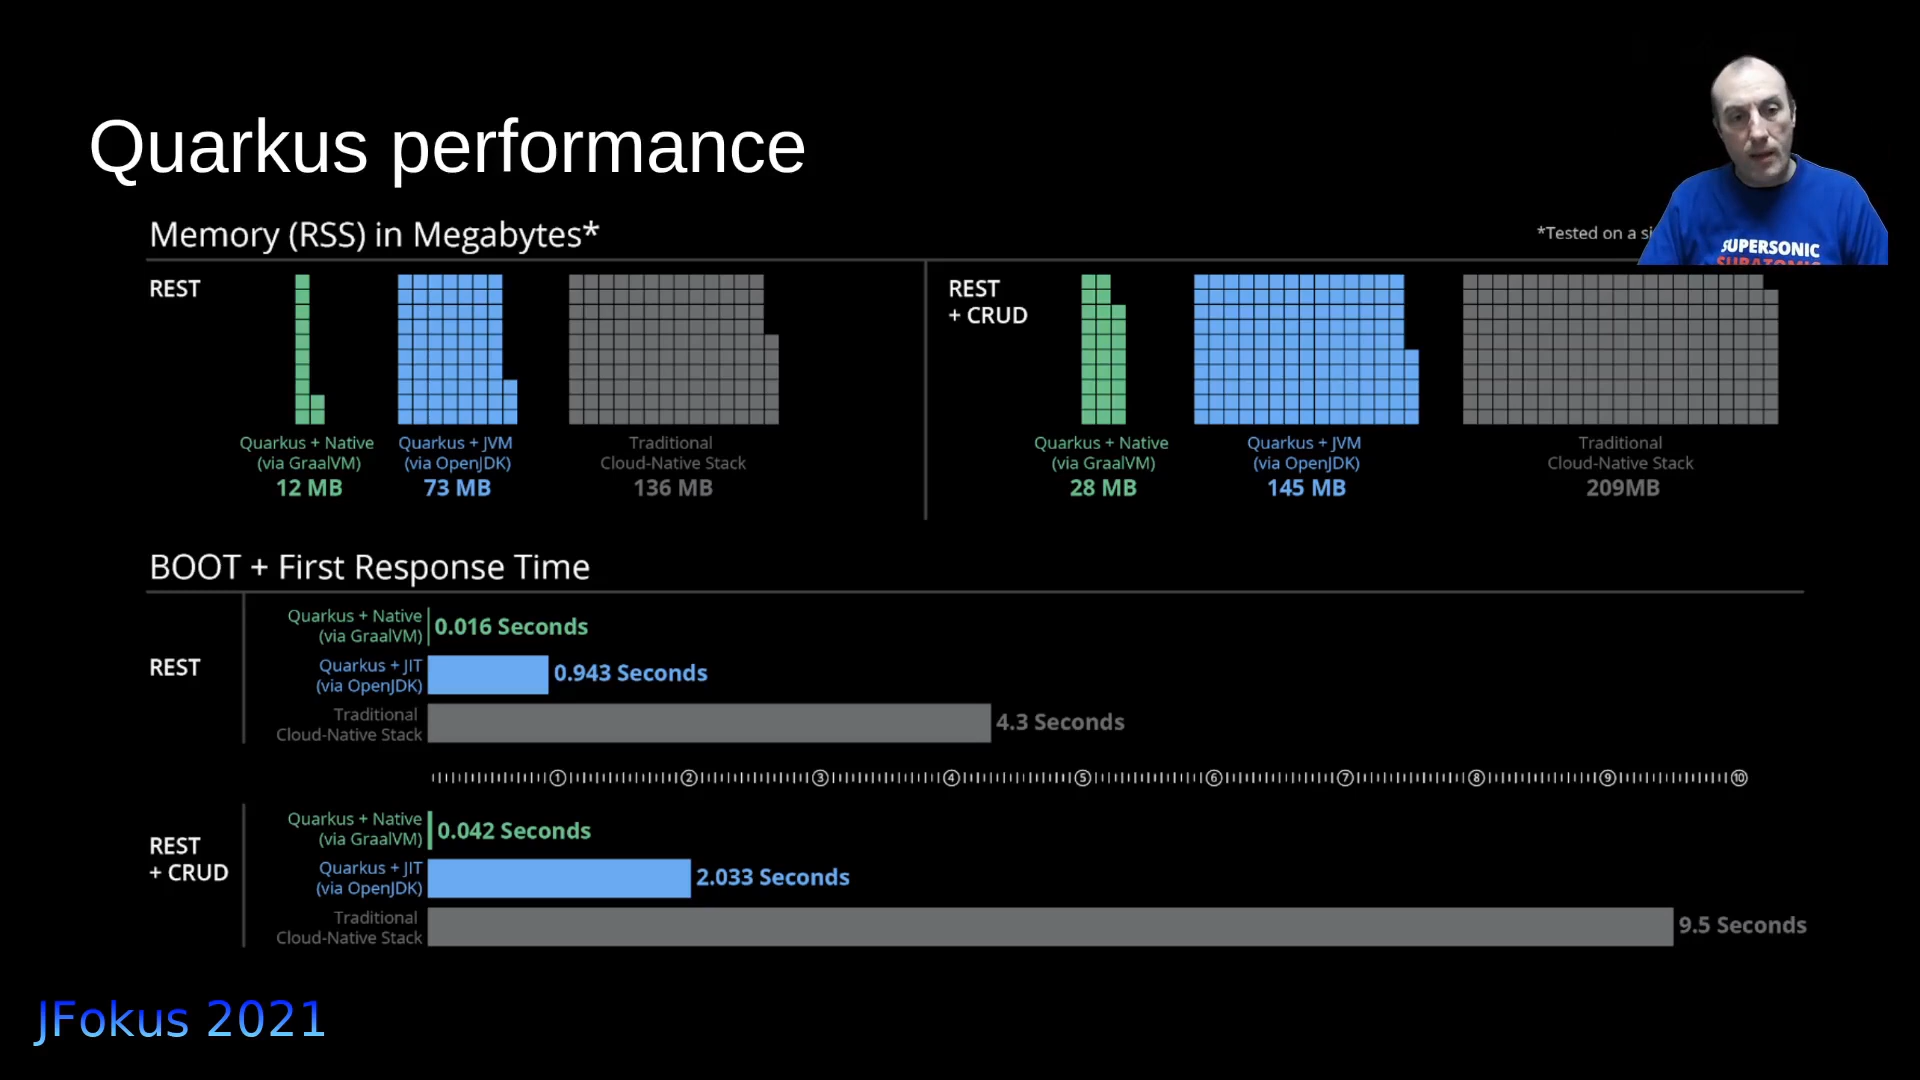 Quarkus performance
Memory (RSS) in Megabytes*
*Tested on a
SUPERSONIC
SUBATOMIC
REST
Quarkus + Native
(via GraalVM)
12 MB
Quarkus + JVM
(via OpenJDK)
73 MB
Traditional
Cloud-Native Stack
136 MB
REST
+ CRUD
Quarkus + Native
(via GraalVM)
28 MB
Quarkus + JVM
(via OpenJDK)
145 MB
Traditional
Cloud-Native Stack
209MB
BOOT + First Response Time
REST
Quarkus + Native
(via GraalVM)
0.016 Seconds
Quarkus + JIT
(via OpenJDK)
0.943 Seconds
Traditional
Cloud-Native Stack
4.3 Seconds
1 2 3 4 5 6 7 8 9 10
REST
+ CRUD
Quarkus + Native
(via GraalVM)
0.042 Seconds
Quarkus + JIT
(via OpenJDK)
2.033 Seconds
Traditional
Cloud-Native Stack
9.5 Seconds
JFokus 2021